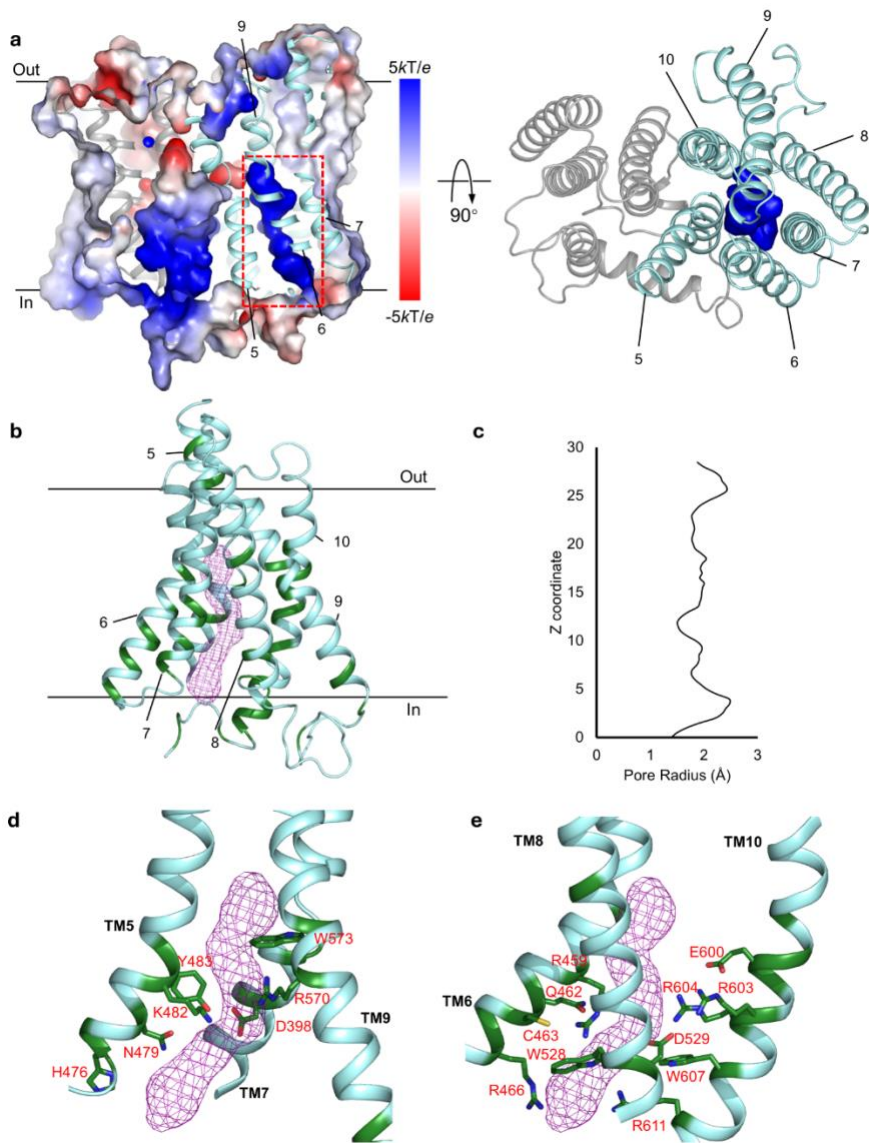 a
9
5kT/e
Out
In
-5kT/e
7
5
6
90°
9
10
8
7
5
6
b
5
Out
10
6
9
7
8
In
c
30
25
20
15
10
5
0
Z coordinate
0 1 2 3
Pore Radius (Å)
d
TM5
W573
Y483
K482
R570
D398
N479
TM9
H476
TM7
e
TM8
TM10
R459
E600
Q462
R604
R603
TM6
C463
D529
W528
W607
R466
R611